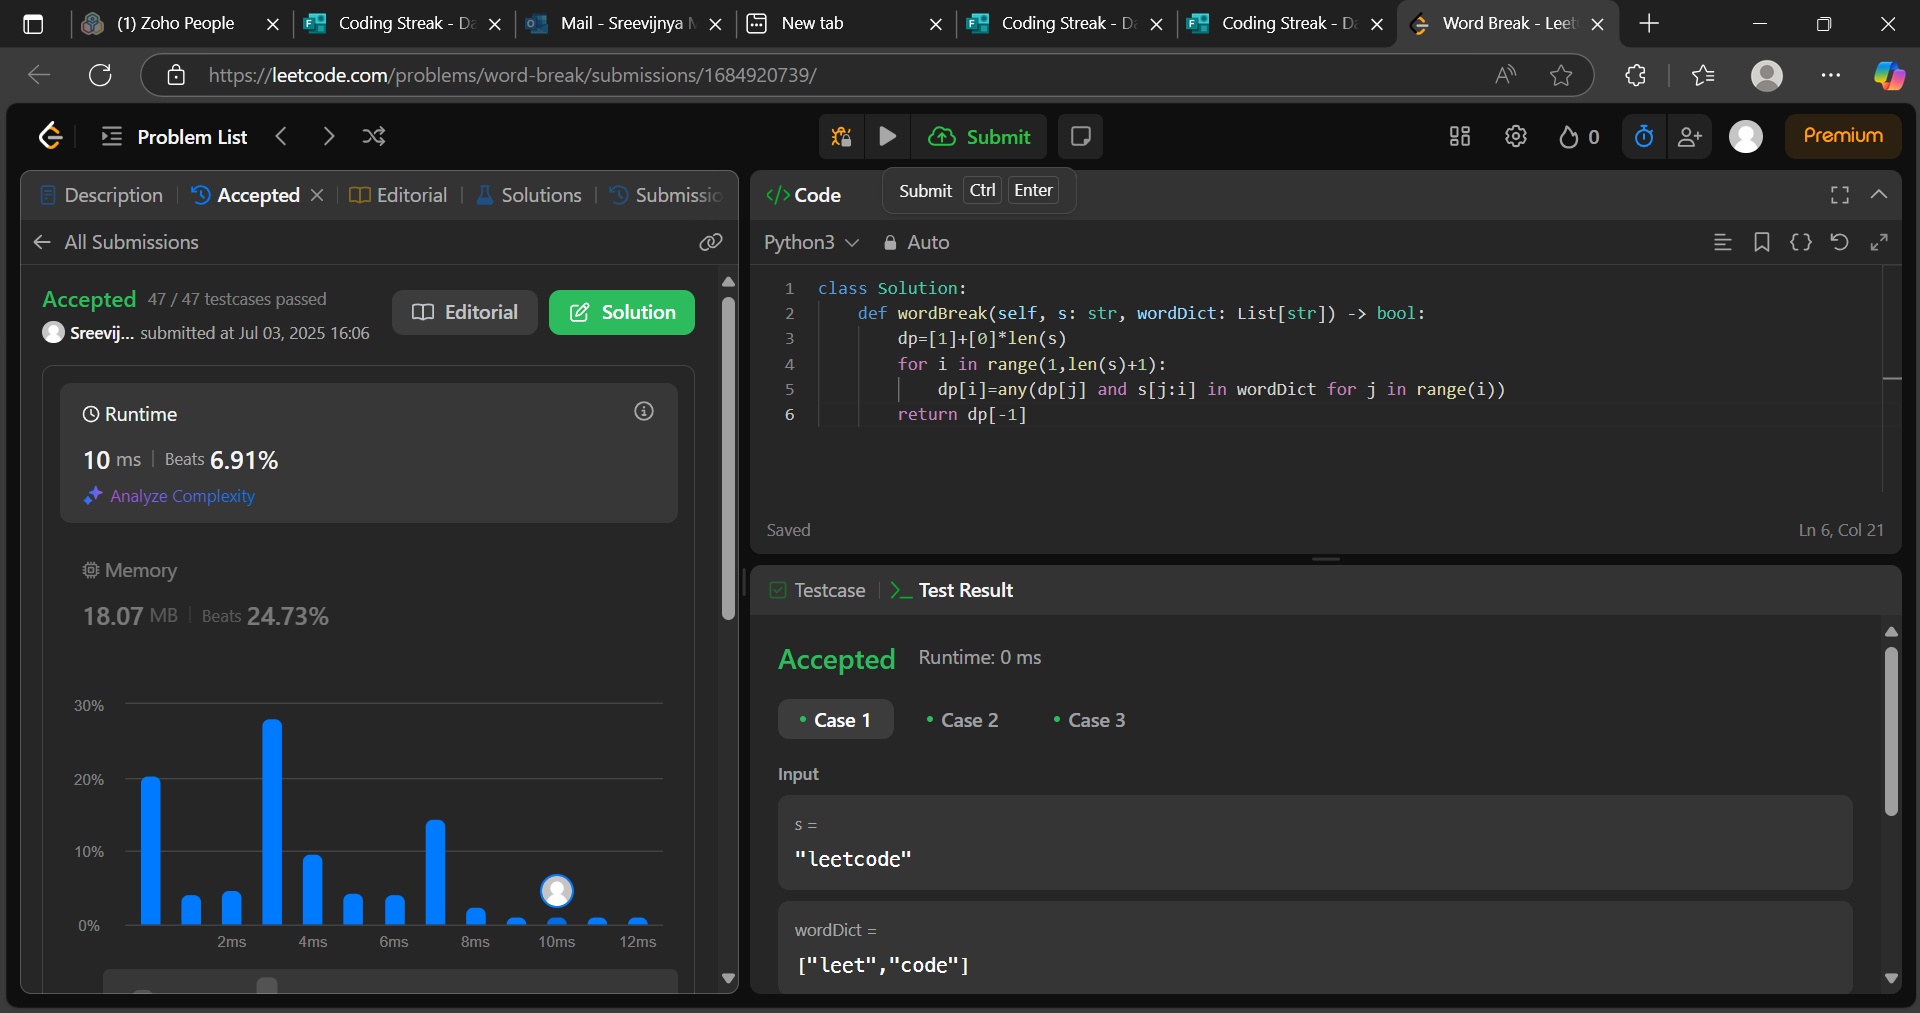 (1) Zoho People
Coding Streak - Da
Mail - Sreevijnya M
New tab
Coding Streak - Da
Coding Streak - Da
Word Break - Leet
https://leetcode.com/problems/word-break/submissions/1684920739/
Problem List
Submit
0
Premium
Description
Accepted
Editorial
Solutions
Submissio
</> Code
Submit Ctrl Enter
All Submissions
Python3
Auto
Accepted 47 / 47 testcases passed
Sreevij... submitted at Jul 03, 2025 16:06
Editorial
Solution
Runtime
10 ms | Beats 6.91%
Analyze Complexity
Memory
18.07 MB | Beats 24.73%
30%
20%
10%
0%
2ms 4ms 6ms 8ms 10ms 12ms
1 class Solution:
2 def wordBreak(self, s: str, wordDict: List[str]) -> bool:
3 dp=[1]+[0]*len(s)
4 for i in range(1,len(s)+1):
5 dp[i]=any(dp[j] and s[j:i] in wordDict for j in range(i))
6 return dp[-1]
Saved
Ln 6, Col 21
Testcase
Test Result
Accepted Runtime: 0 ms
Case 1
Case 2
Case 3
Input
s =
"leetcode"
wordDict =
["leet","code"]